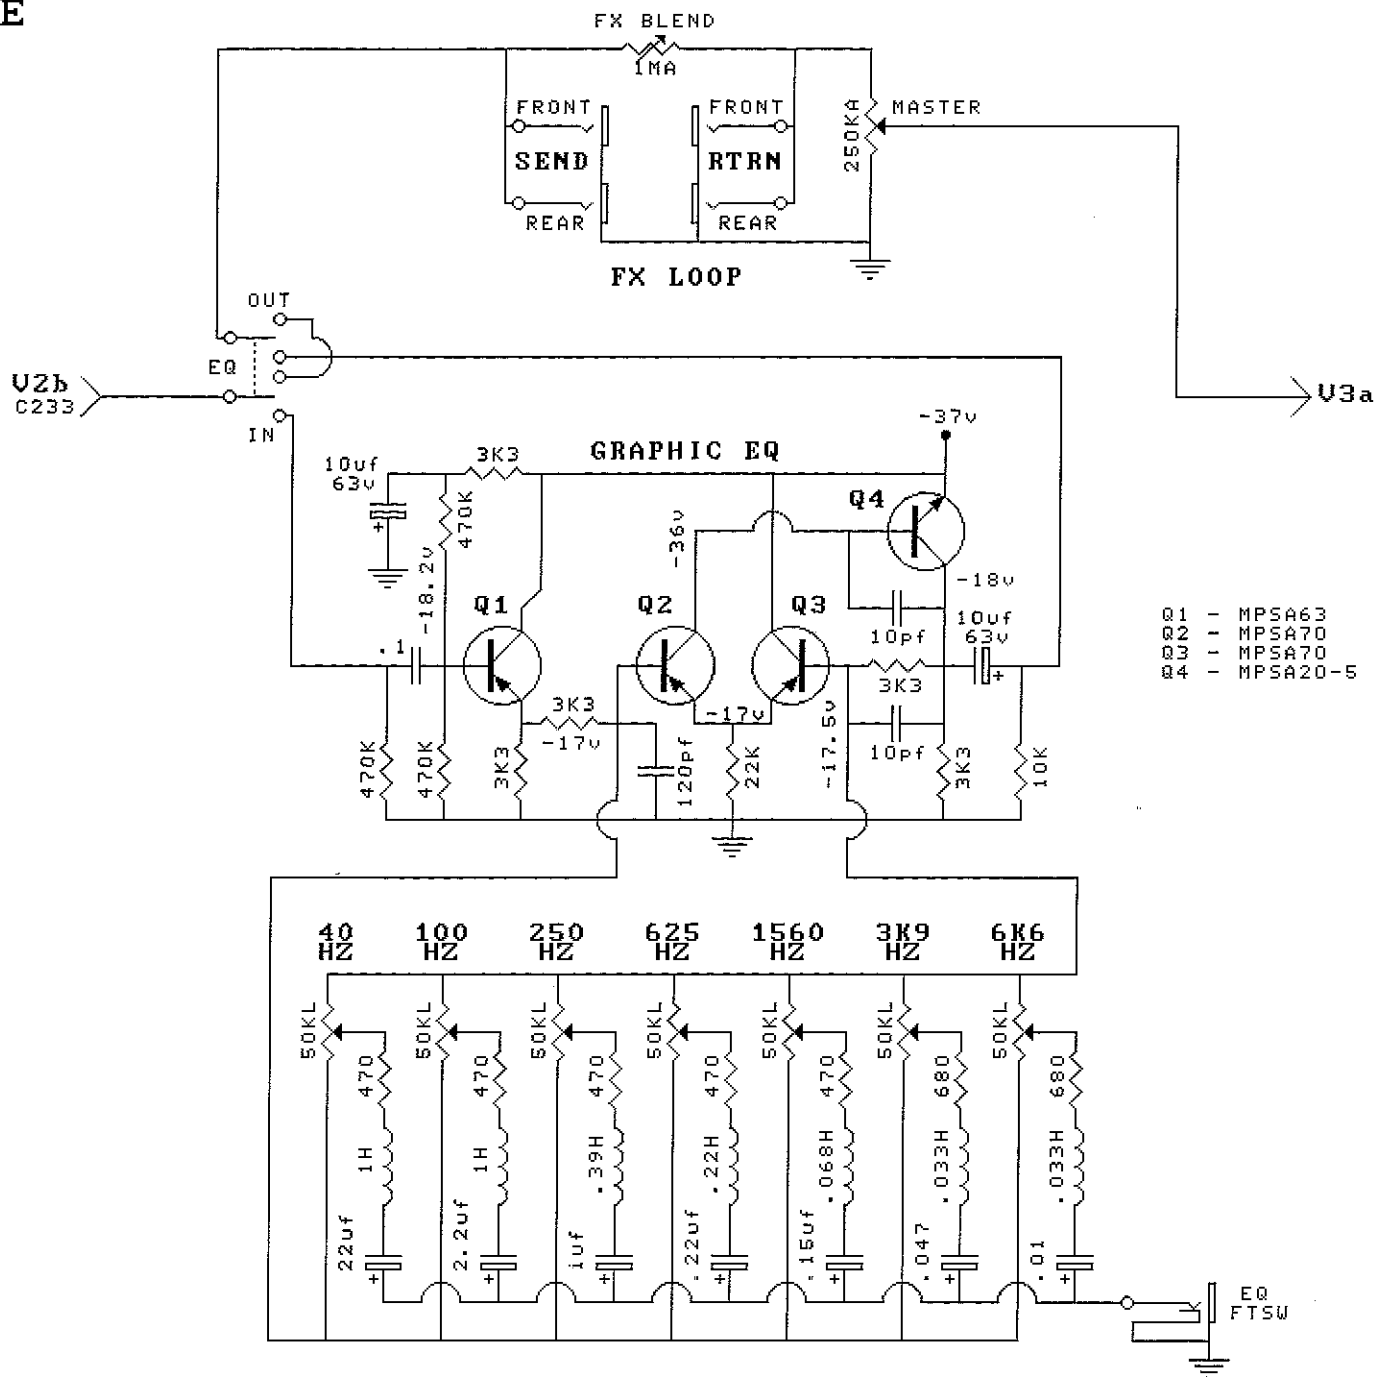 E
FX BLEND
1MA
FRONT
FRONT
MASTER
250KA
SEND
RTRN
REAR
REAR
FX LOOP
OUT
EQ
V2b
C233
IN
V3a
-37v
GRAPHIC EQ
3K3
10uf
63v
+
470K
Q4
-36v
-18.2v
-18v
Q1
Q2
Q3
10pf
10uf
63v
+
.1
3K3
Q1 - MPSA63
Q2 - MPSA70
Q3 - MPSA70
Q4 - MPSA20-5
3K3
-17v
-17v
-17.5v
10pf
470K
470K
3K3
120pf
22K
3K3
10K
40
HZ
100
HZ
250
HZ
625
HZ
1560
HZ
3K9
HZ
6K6
HZ
50KL
50KL
50KL
50KL
50KL
50KL
50KL
470
470
470
470
470
680
680
1H
1H
.39H
.22H
.068H
.033H
.033H
22uf
2.2uf
1uf
.22uf
.15uf
.047
.01
+
+
+
+
+
+
+
EQ
FTSW